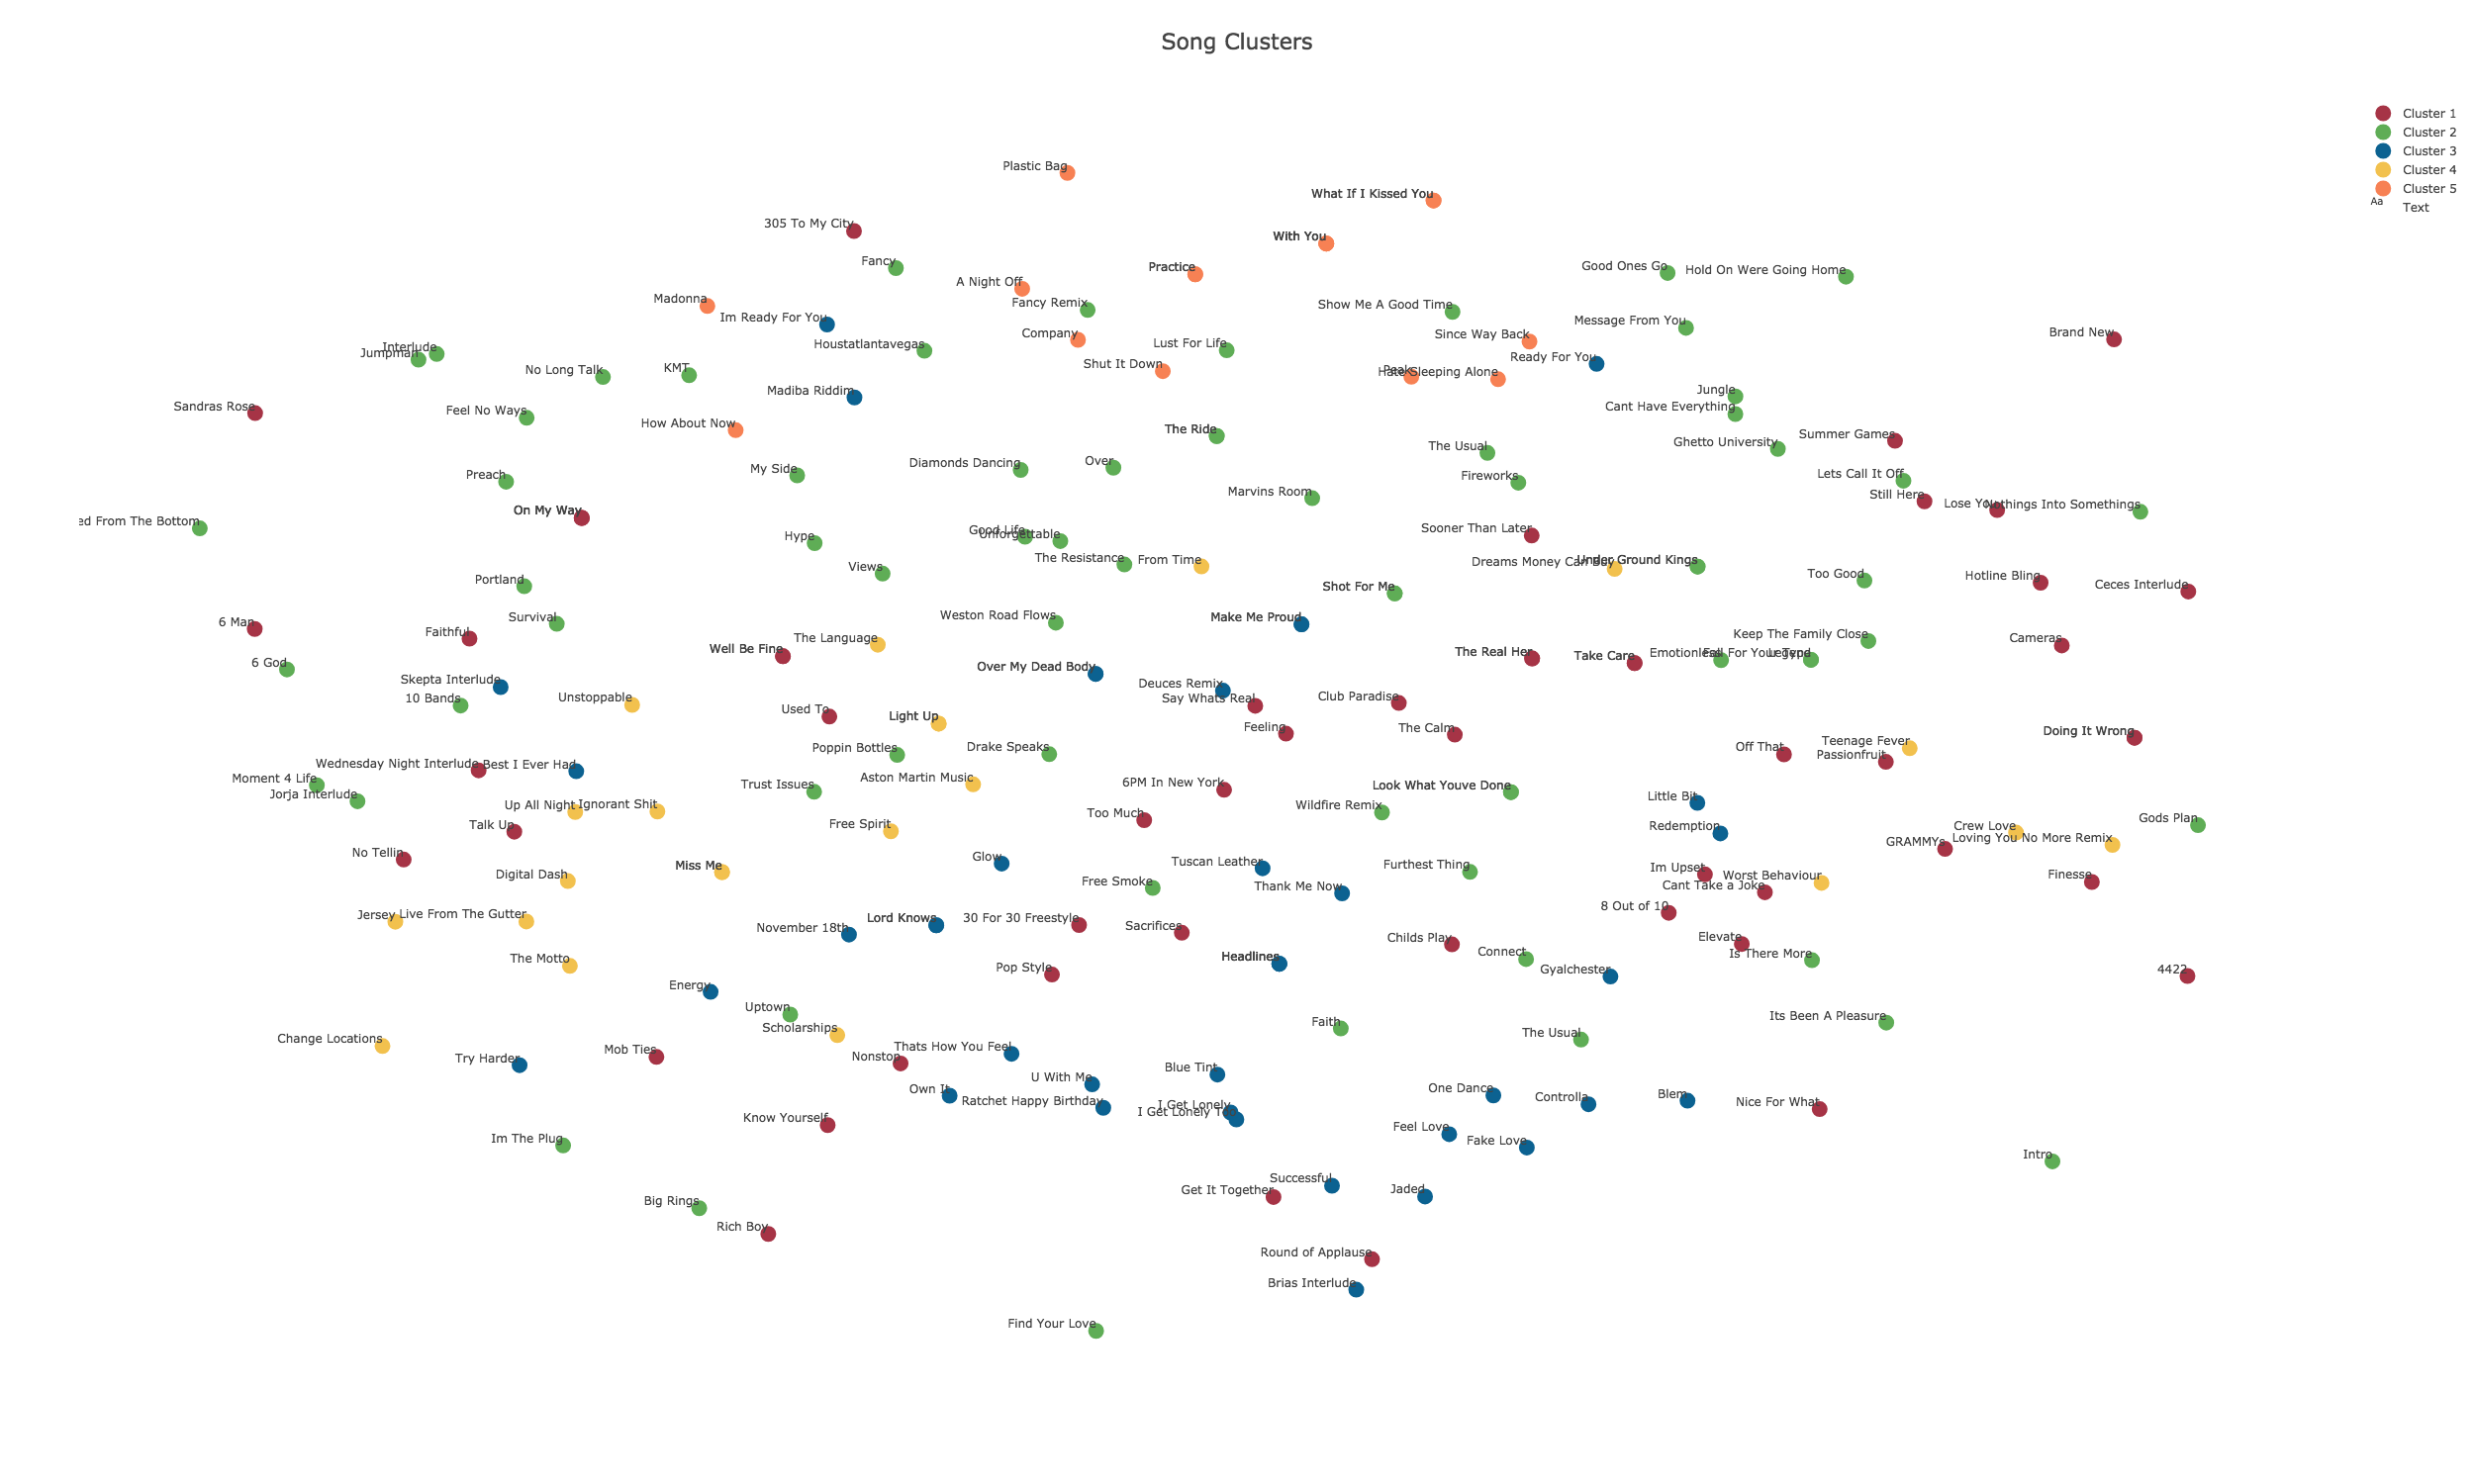 Song Clusters
Cluster 1
Cluster 2
Cluster 3
Cluster 4
Cluster 5
Aa Text
Plastic Bag
What If I Kissed You
305 To My City
With You
Fancy
Practice
Good Ones Go
Hold On Were Going Home
A Night Off
Madonna
Fancy Remix
Show Me A Good Time
Im Ready For You
Message From You
Company
Since Way Back
Brand New
Houstatlantavegas
Lust For Life
Interlude
Jumpman
Ready For You
Shut It Down
No Long Talk
KMT
Peak
Hate Sleeping Alone
Madiba Riddim
Jungle
Sandras Rose
Cant Have Everything
Feel No Ways
How About Now
The Ride
Summer Games
The Usual
Ghetto University
Diamonds Dancing
Over
My Side
Preach
Fireworks
Lets Call It Off
Marvins Room
Still Here
Lose You
Nothings Into Somethings
On My Way
ed From The Bottom
Good Life
Unforgettable
Sooner Than Later
Hype
The Resistance
From Time
Dreams Money Can Buy
Under Ground Kings
Views
Too Good
Hotline Bling
Portland
Ceces Interlude
Shot For Me
Survival
Weston Road Flows
Make Me Proud
6 Man
Faithful
The Language
Keep The Family Close
Cameras
Well Be Fine
The Real Her
Take Care
Emotionless
Fall For Your Type
Legend
6 God
Over My Dead Body
Skepta Interlude
Deuces Remix
10 Bands
Unstoppable
Say Whats Real
Club Paradise
Used To
Light Up
Feeling
The Calm
Doing It Wrong
Poppin Bottles
Drake Speaks
Off That
Teenage Fever
Passionfruit
Wednesday Night Interlude
Best I Ever Had
Moment 4 Life
Jorja Interlude
Trust Issues
Aston Martin Music
6PM In New York
Look What Youve Done
Little Bit
Up All Night
Ignorant Shit
Too Much
Wildfire Remix
Talk Up
Free Spirit
Redemption
Crew Love
Gods Plan
GRAMMYs
Loving You No More Remix
No Tellin
Glow
Tuscan Leather
Miss Me
Furthest Thing
Im Upset
Worst Behaviour
Finesse
Digital Dash
Free Smoke
Thank Me Now
Cant Take a Joke
8 Out of 10
Jersey
Live From The Gutter
November 18th
Lord Knows
30 For 30 Freestyle
Sacrifices
Childs Play
Elevate
Connect
Is There More
The Motto
Pop Style
Headlines
Gyalchester
4422
Energy
Uptown
Scholarships
Faith
The Usual
Its Been A Pleasure
Change Locations
Try Harder
Mob Ties
Nonstop
Thats How You Feel
Blue Tint
U With Me
Own It
One Dance
Controlla
Blem
Nice For What
Ratchet Happy Birthday
I Get Lonely
I Get Lonely Too
Know Yourself
Feel Love
Fake Love
Im The Plug
Intro
Successful
Get It Together
Jaded
Big Rings
Rich Boy
Round of Applause
Brias Interlude
Find Your Love